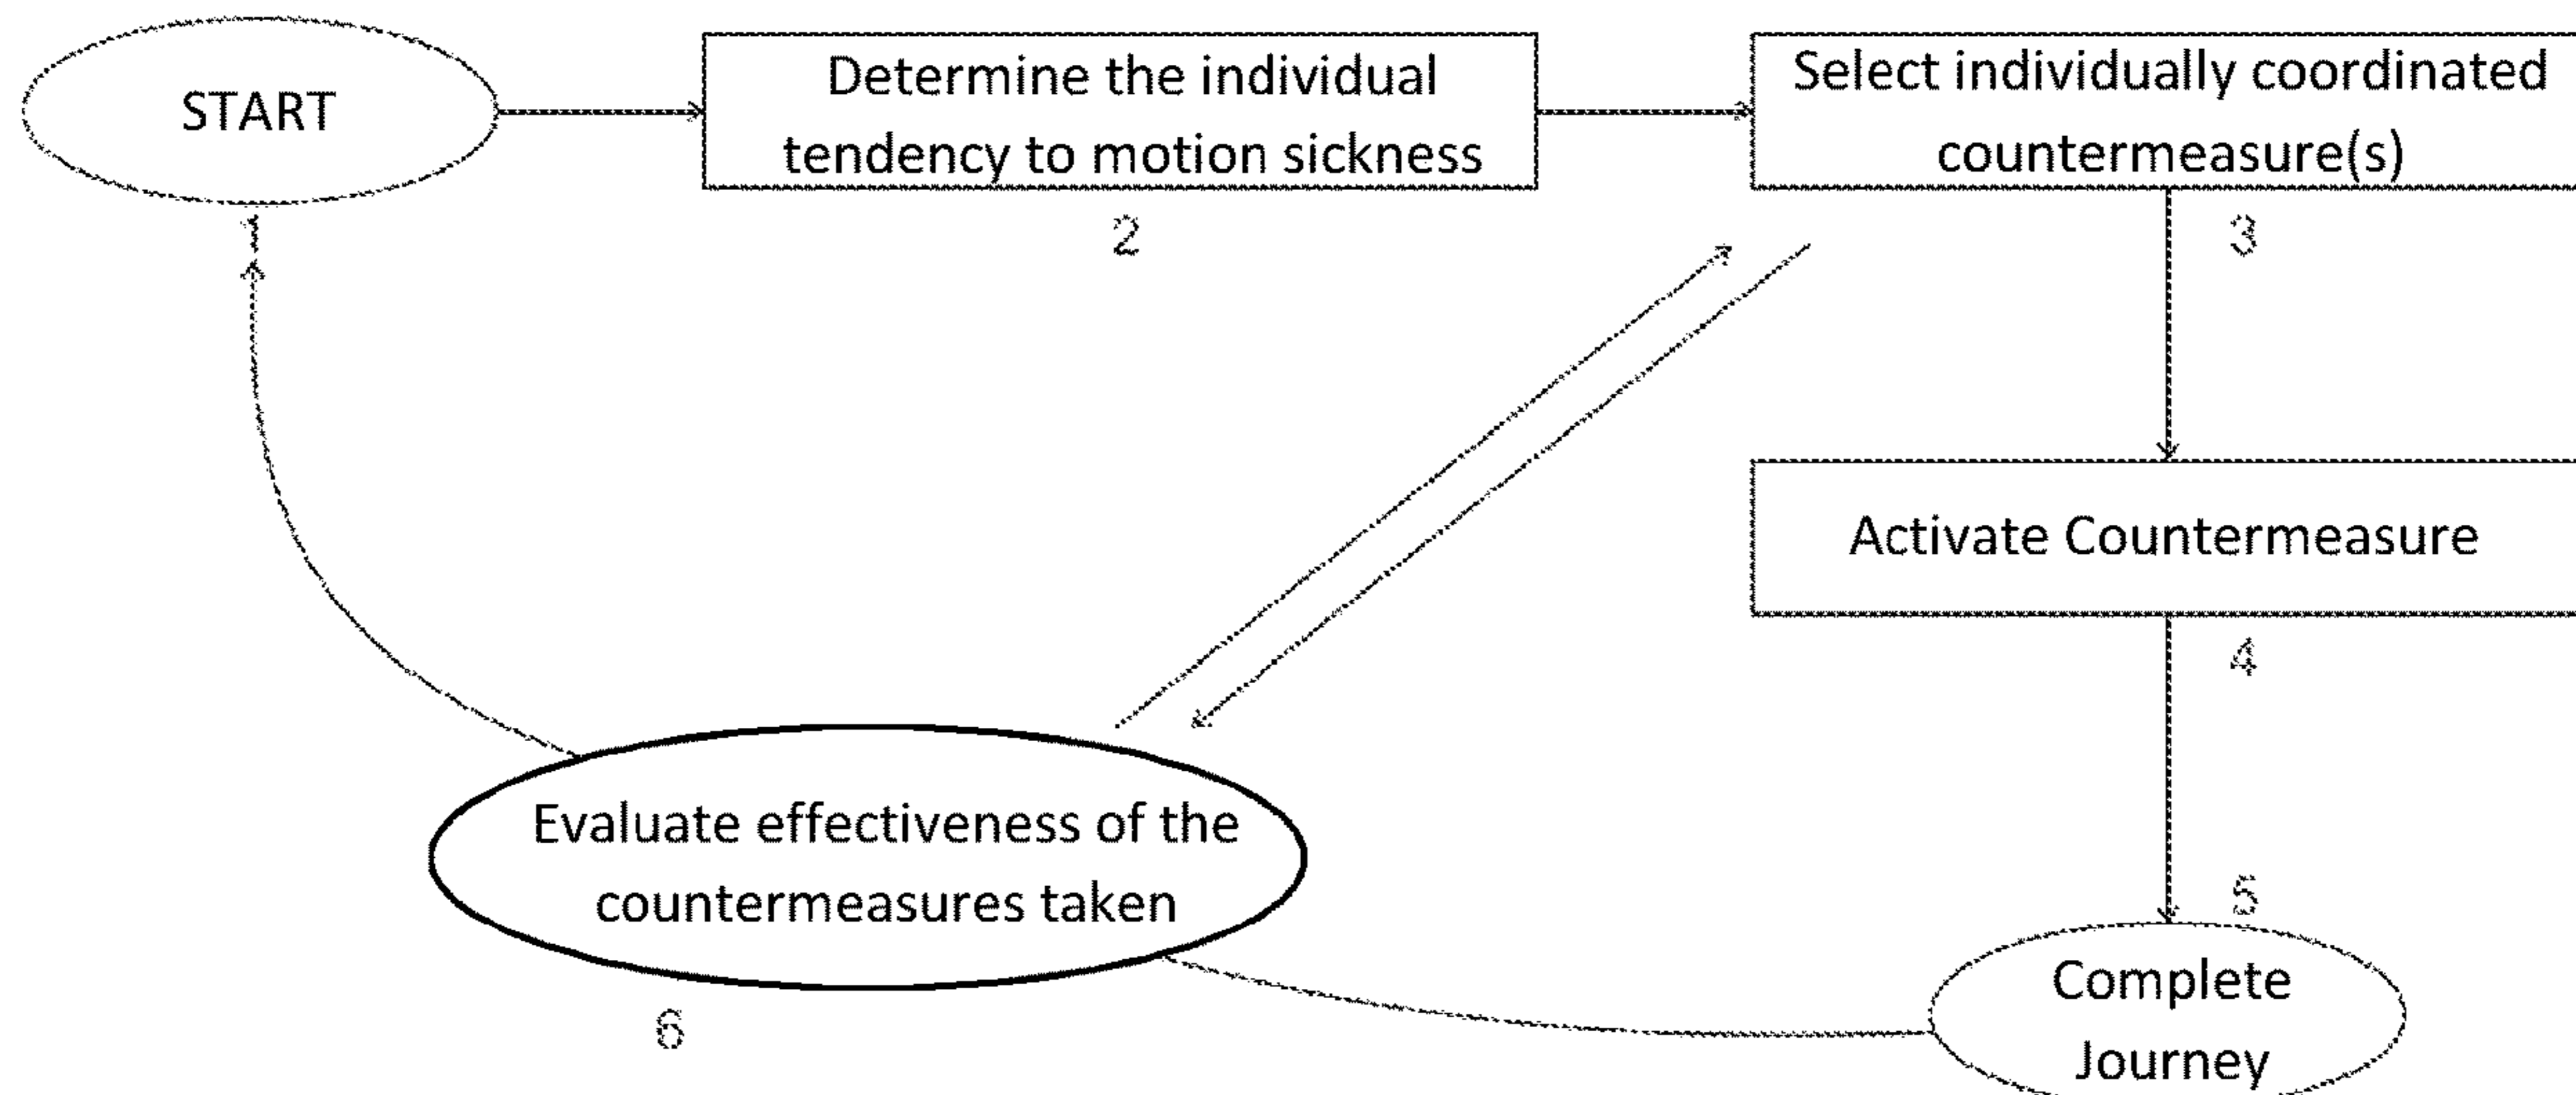 START
1
Determine the individual
tendency to motion sickness
2
Select individually coordinated
countermeasure(s)
3
Activate Countermeasure
4
5
Complete
Journey
Evaluate effectiveness of the
countermeasures taken
6